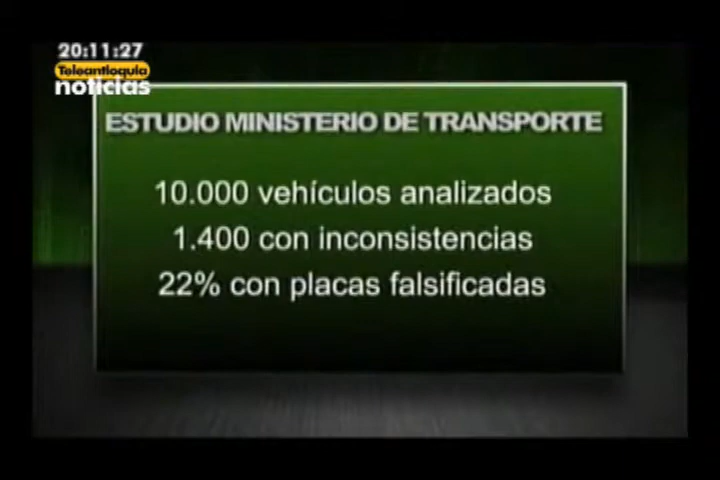 20:11:27
Teleantioquia
noticias
ESTUDIO MINISTERIO DE TRANSPORTE
10.000 vehículos analizados
1.400 con inconsistencias
22% con placas falsificadas